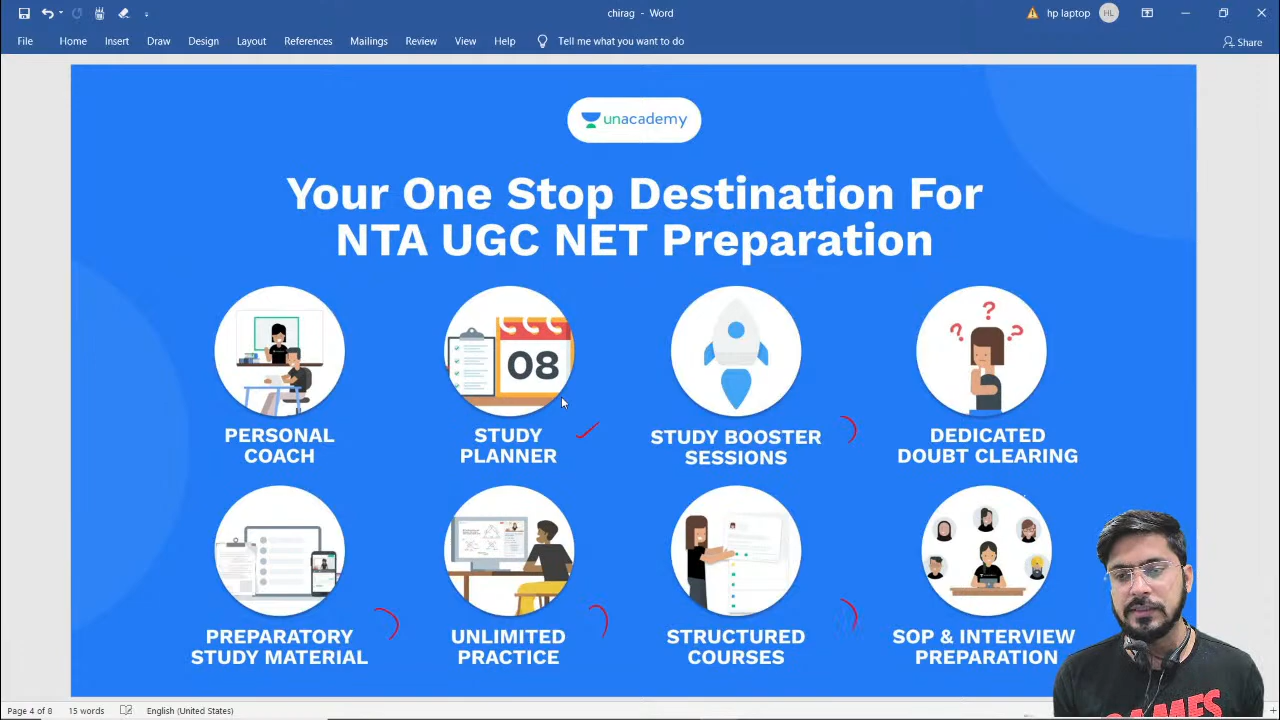 chirag - Word
hp laptop
HL
File
Home
Insert
Draw
Design
Layout
References
Mailings
Review
View
Help
Tell me what you want to do
Share
unacademy
Your One Stop Destination For
NTA UGC NET Preparation
08
PERSONAL
COACH
STUDY
PLANNER
STUDY BOOSTER
SESSIONS
? ? ?
DEDICATED
DOUBT CLEARING
PREPARATORY
STUDY MATERIAL
UNLIMITED
PRACTICE
STRUCTURED
COURSES
SOP & INTERVIEW
PREPARATION
GAMES
Page 4 of 8
15 words
English (United States)